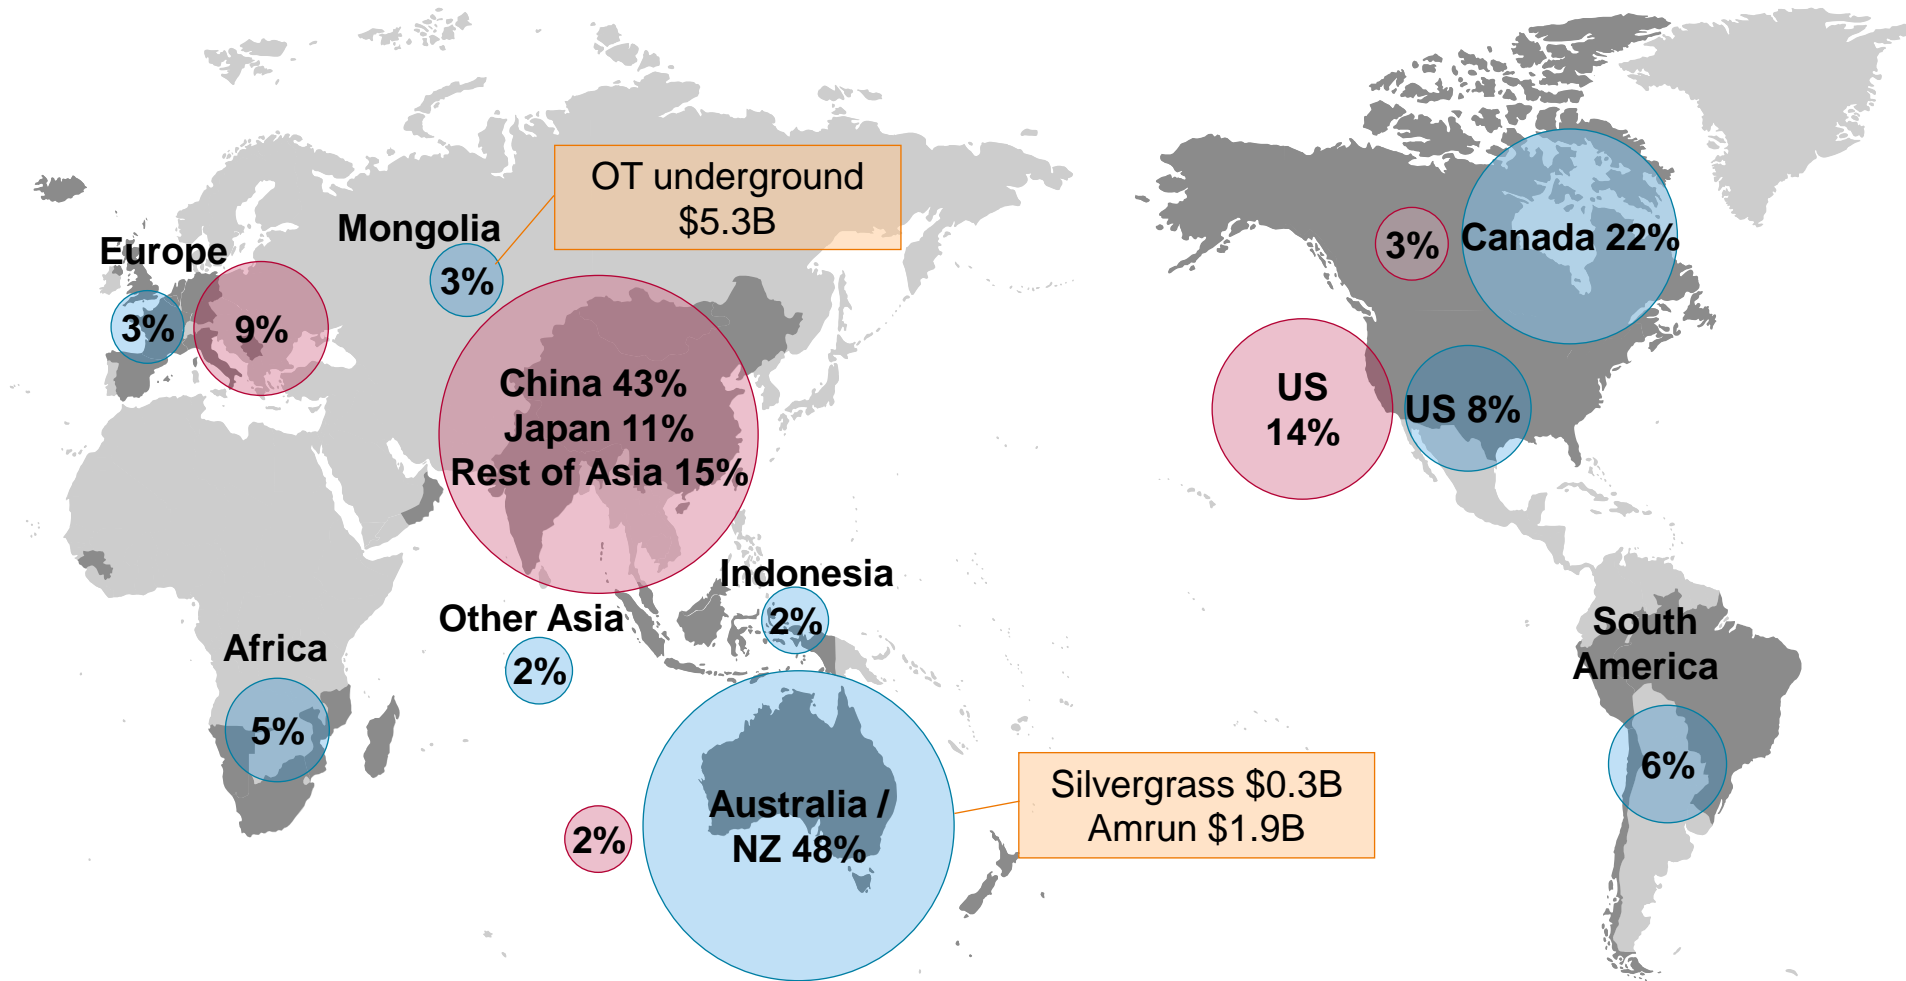 OT underground
$5.3B
Mongolia
3%
Europe
3%
9%
China 43%
Japan 11%
Rest of Asia 15%
3%
Canada 22%
US
14%
US 8%
Indonesia
2%
Other Asia
2%
Africa
5%
South
America
6%
Australia /
NZ 48%
2%
Silvergrass $0.3B
Amrun $1.9B